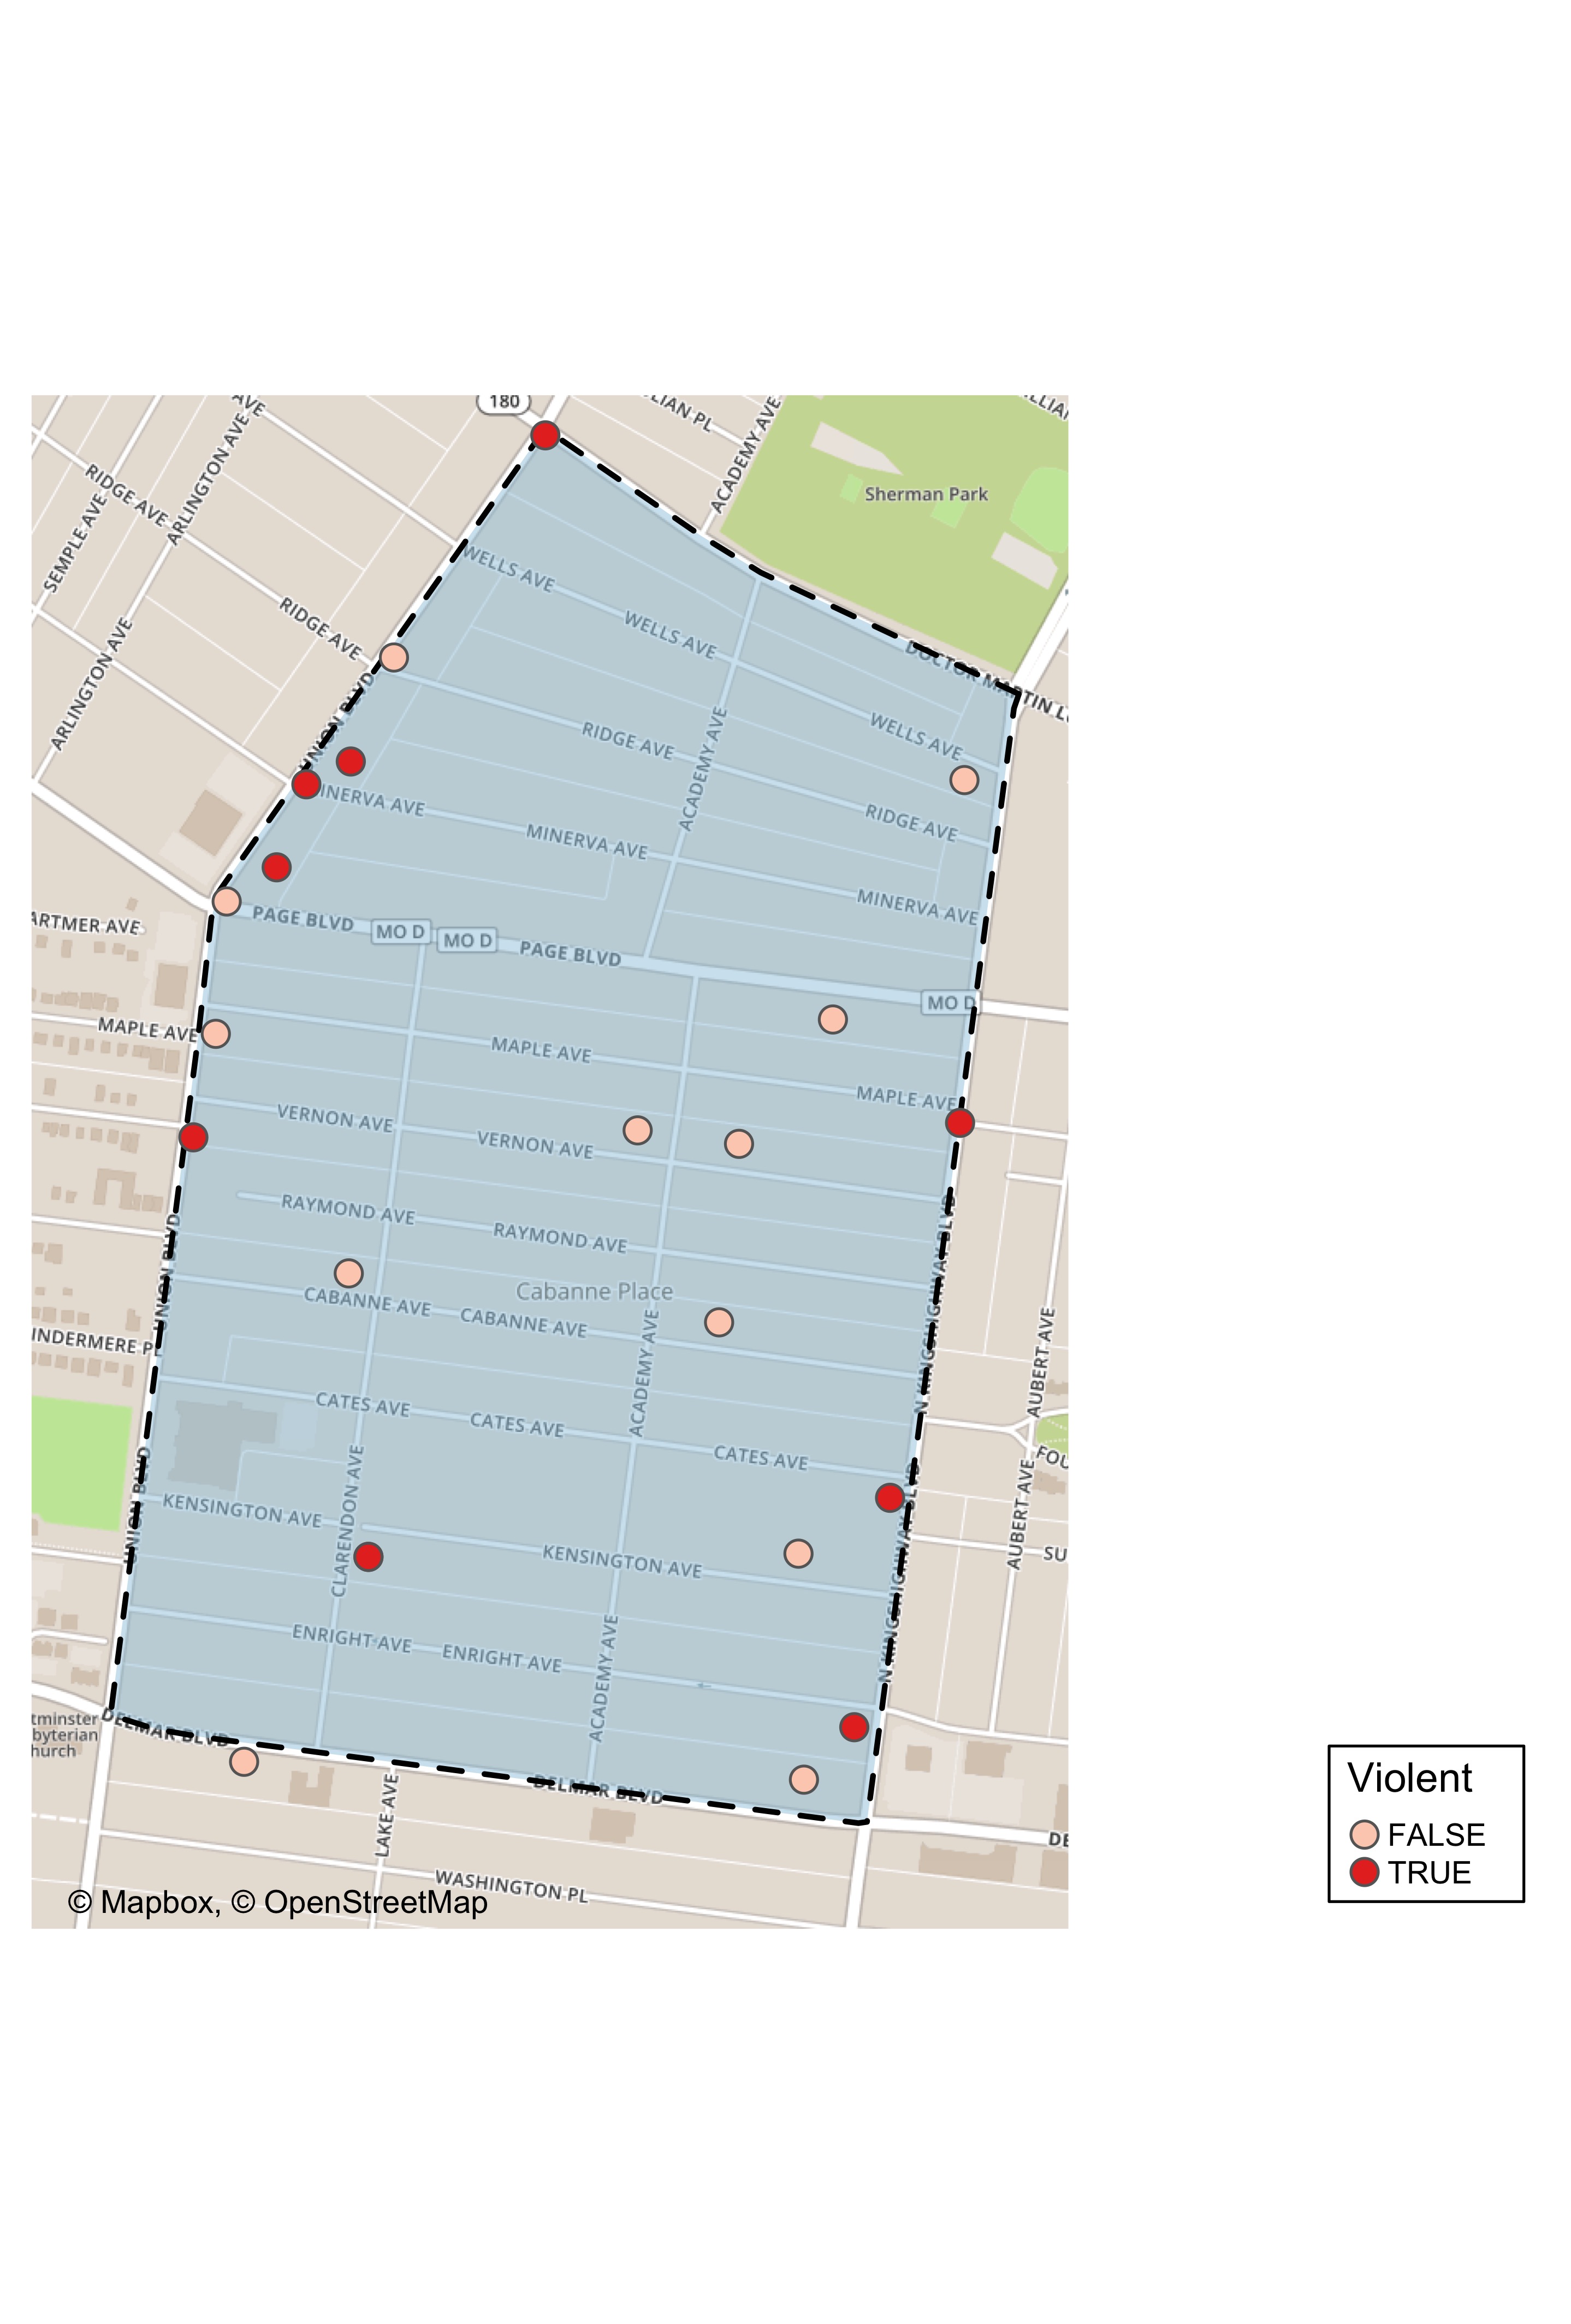 180
AVE
LIAN PL
ACADEMY AVE
ILLIA
RIDGE AVE
ARLINGTON AVE
SEMPLE AVE
Sherman Park
WELLS AVE
WELLS AVE
RIDGE AVE
ARLINGTON AVE
DOCTOR MARTIN L
UNION BLVD
ACADEMY AVE
RIDGE AVE
WELLS AVE
MINERVA AVE
MINERVA AVE
RIDGE AVE
MINERVA AVE
ARTMER AVE
PAGE BLVD
MO D
MO D
PAGE BLVD
MO D
MAPLE AVE
MAPLE AVE
MAPLE AVE
VERNON AVE
VERNON AVE
RAYMOND AVE
RAYMOND AVE
UNION BLVD
N KINGSHIGHWAY BLVD
Cabanne Place
CABANNE AVE
CABANNE AVE
INDERMERE P
ACADEMY AVE
AUBERT AVE
CATES AVE
CATES AVE
CATES AVE
FOU
UNION BLVD
CLARENDON AVE
KENSINGTON AVE
KENSINGTON AVE
N KINGSHIGHWAY BLVD
AUBERT AVE
SU
ENRIGHT AVE
ENRIGHT AVE
ACADEMY AVE
tminster
byterian
hurch
DELMAR BLVD
DELMAR BLVD
LAKE AVE
DE
WASHINGTON PL
© Mapbox, © OpenStreetMap
Violent
FALSE
TRUE